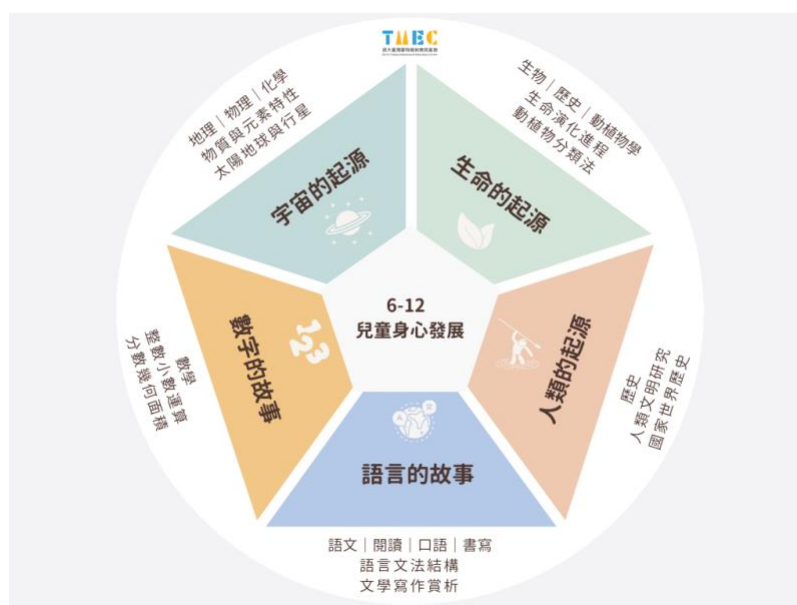 TMEC
地理｜物理｜化學
物質與元素特性
太陽地球與行星
宇宙的起源
生物｜歷史｜動植物學
生命演化進程
動植物分類法
生命的起源
6-12
兒童身心發展
數字的故事
123
數學
整數小數運算
分數幾何面積
人類的起源
歷史
人類文明研究
國家世界歷史
語言的故事
語文｜閱讀｜口語｜書寫
語言文法結構
文學寫作賞析